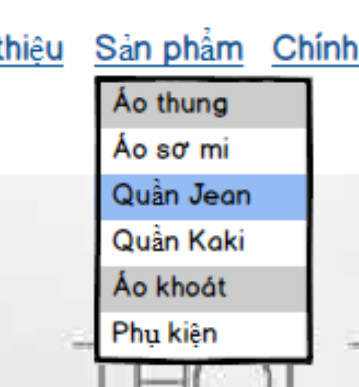 thiệu Sản phẩm Chính
Áo thung
Áo sơ mi
Quần Jean
Quần Kaki
Áo khoát
Phụ kiện